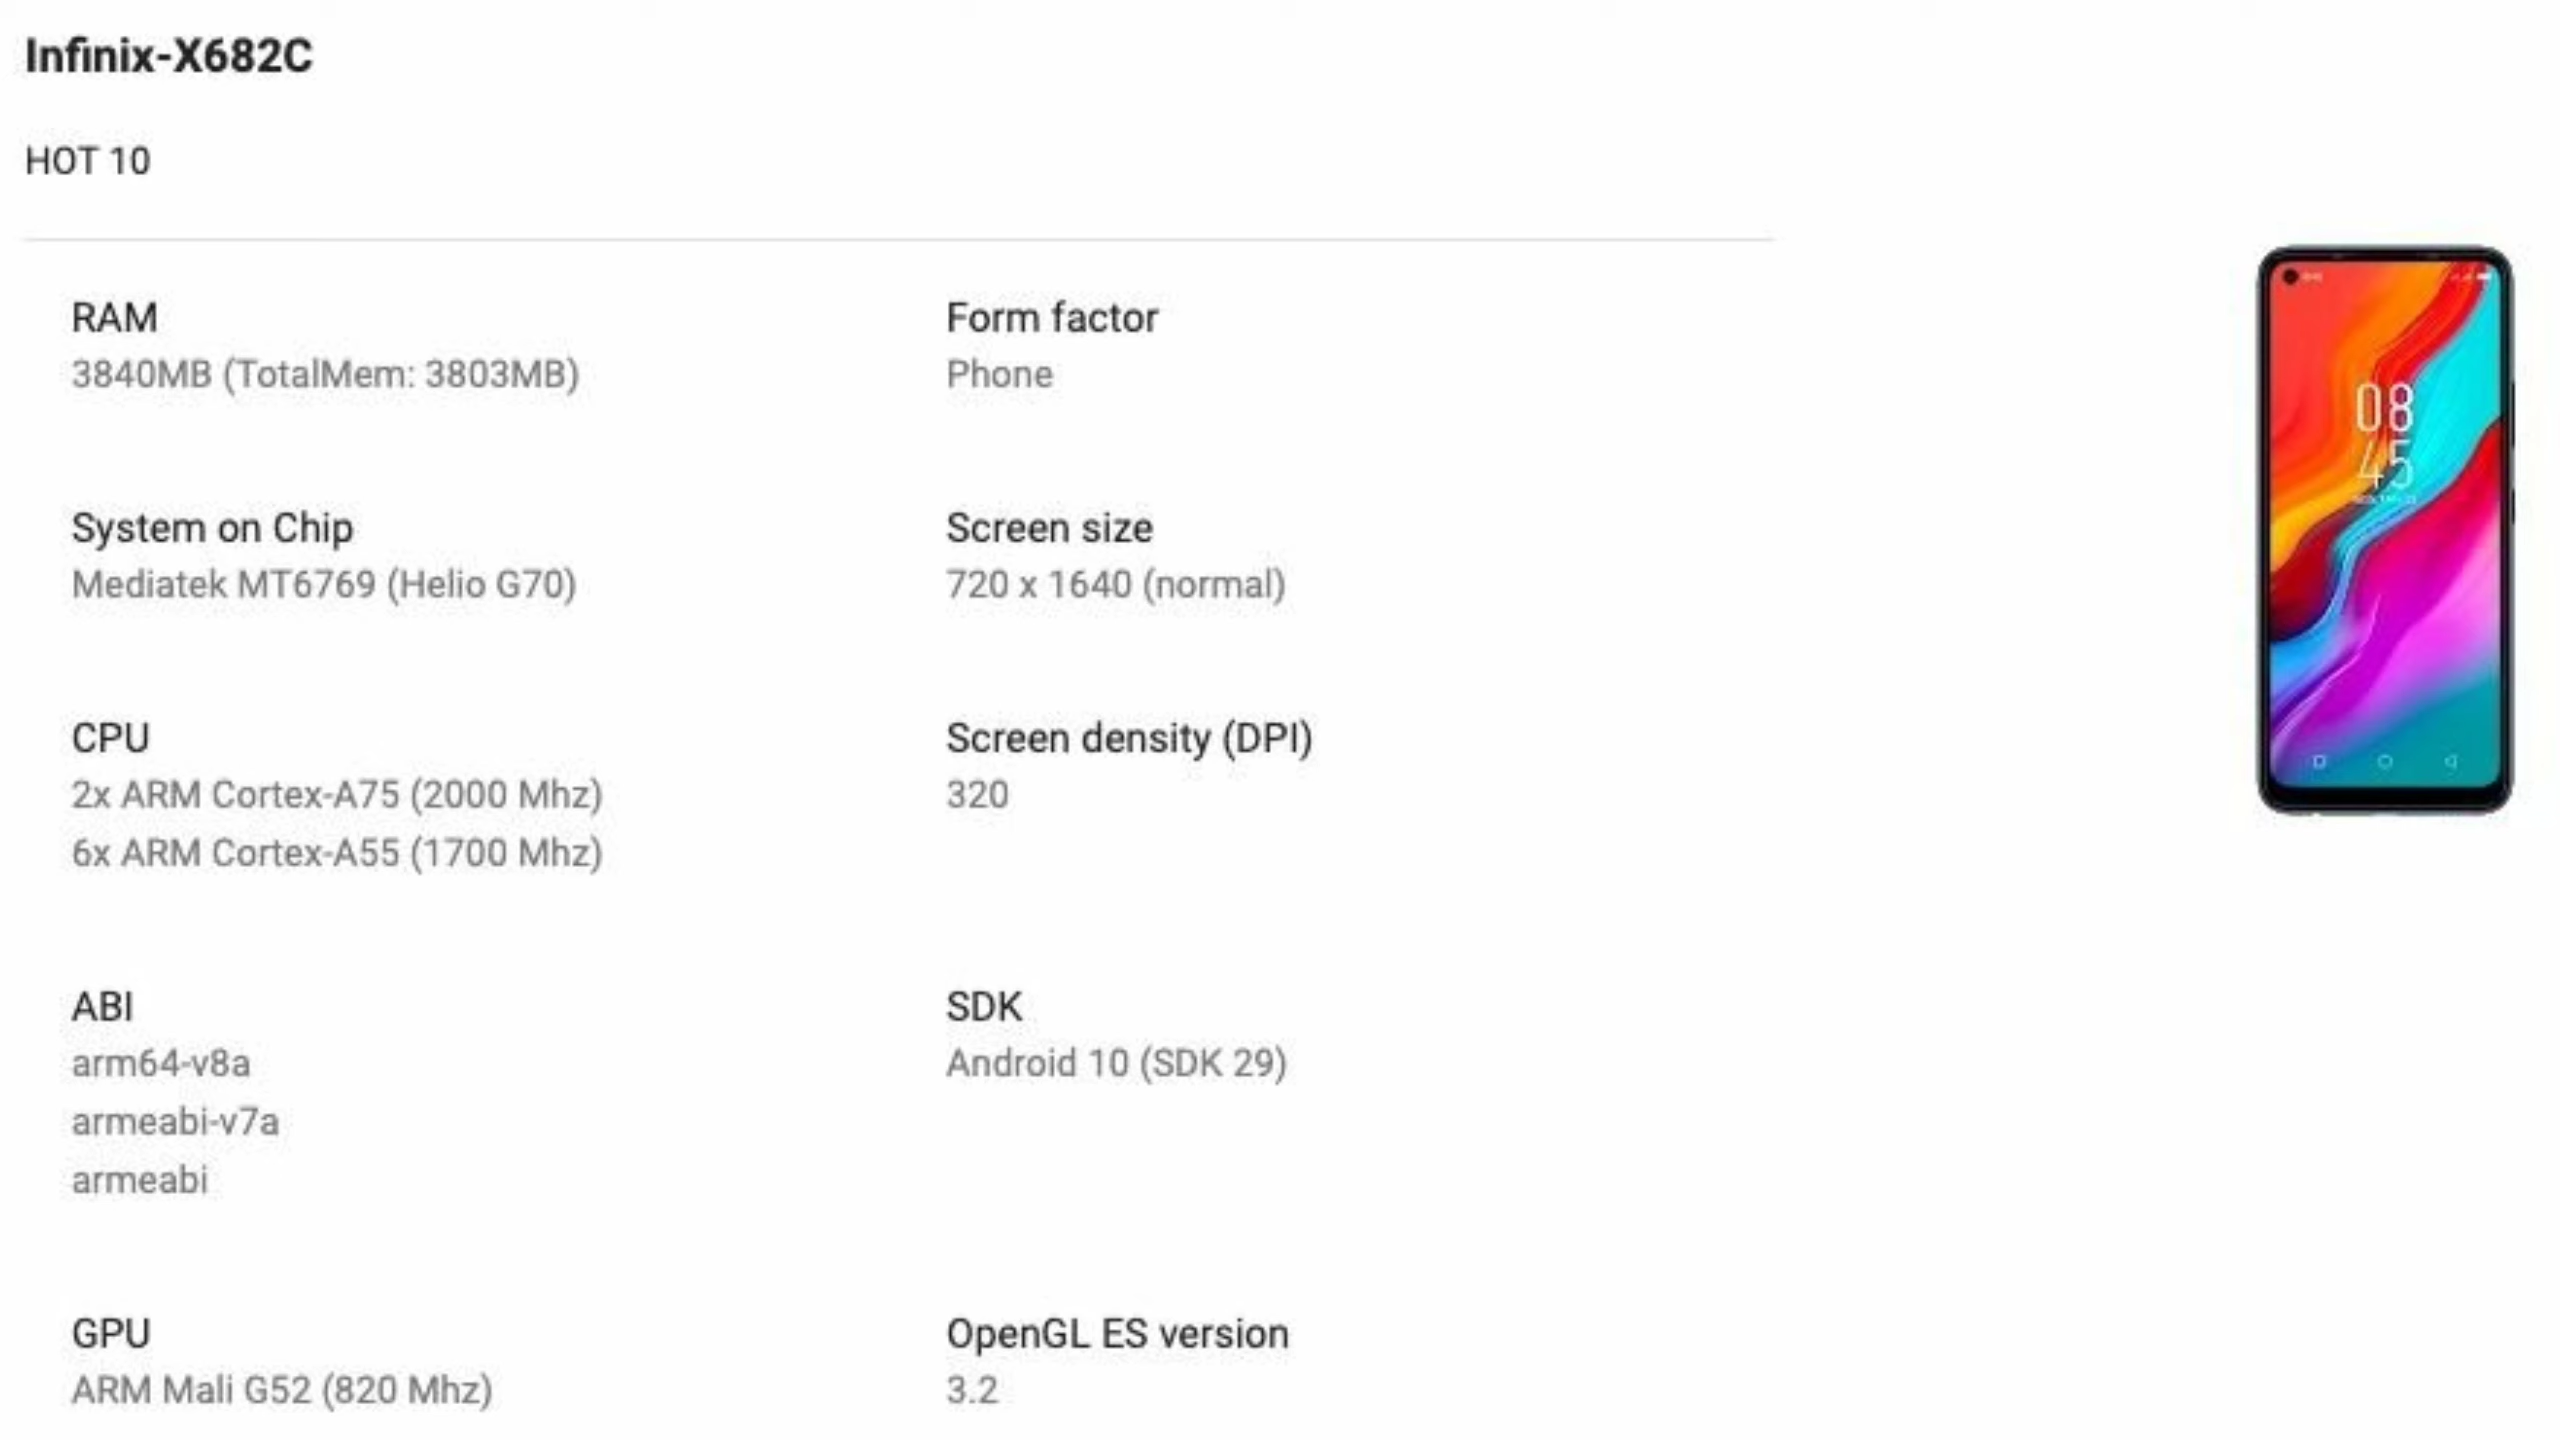 Infinix-X682C
HOT 10
RAM
3840MB (TotalMem: 3803MB)
Form factor
Phone
System on Chip
Mediatek MT6769 (Helio G70)
Screen size
720 x 1640 (normal)
CPU
2x ARM Cortex-A75 (2000 Mhz)
6x ARM Cortex-A55 (1700 Mhz)
Screen density (DPI)
320
ABI
arm64-v8a
armeabi-v7a
armeabi
SDK
Android 10 (SDK 29)
GPU
ARM Mali G52 (820 Mhz)
OpenGL ES version
3.2
08
45